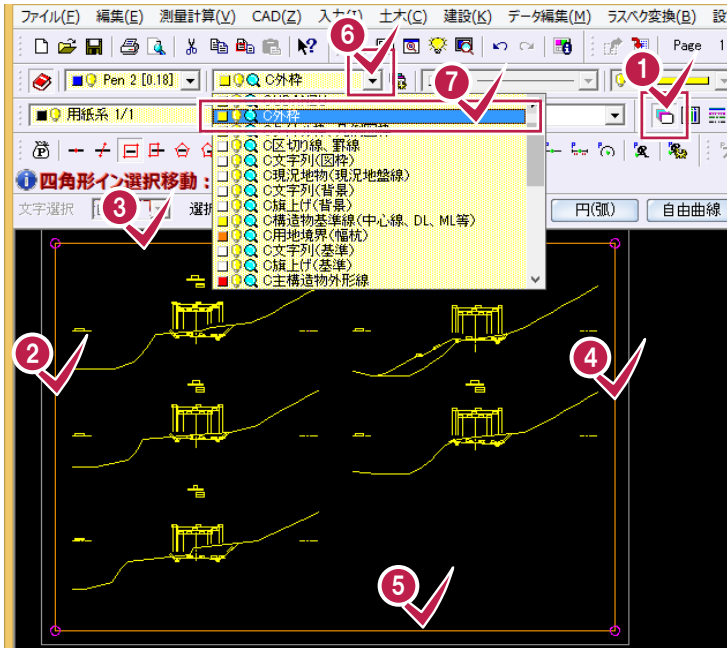 ファイル(F) 編集(E) 測量計算(V) CAD(Z) 入力(I) 土木(C) 建設(K) データ編集(M) ラスベク変換(B) 設
6
Page 1
Pen 2 [0.18]
C外枠
7
1
用紙系 1/1
C外枠
C区切り線、罫線
C文字列(図枠)
C現況地物(現況地盤線)
C文字列(背景)
C旗上げ(背景)
C構造物基準線(中心線、DL、ML等)
C用地境界(幅杭)
C文字列(基準)
C旗上げ(基準)
C主構造物外形線
四角形イン選択移動:
文字選択
3
選択
円(弧)
自由曲線
2
4
5